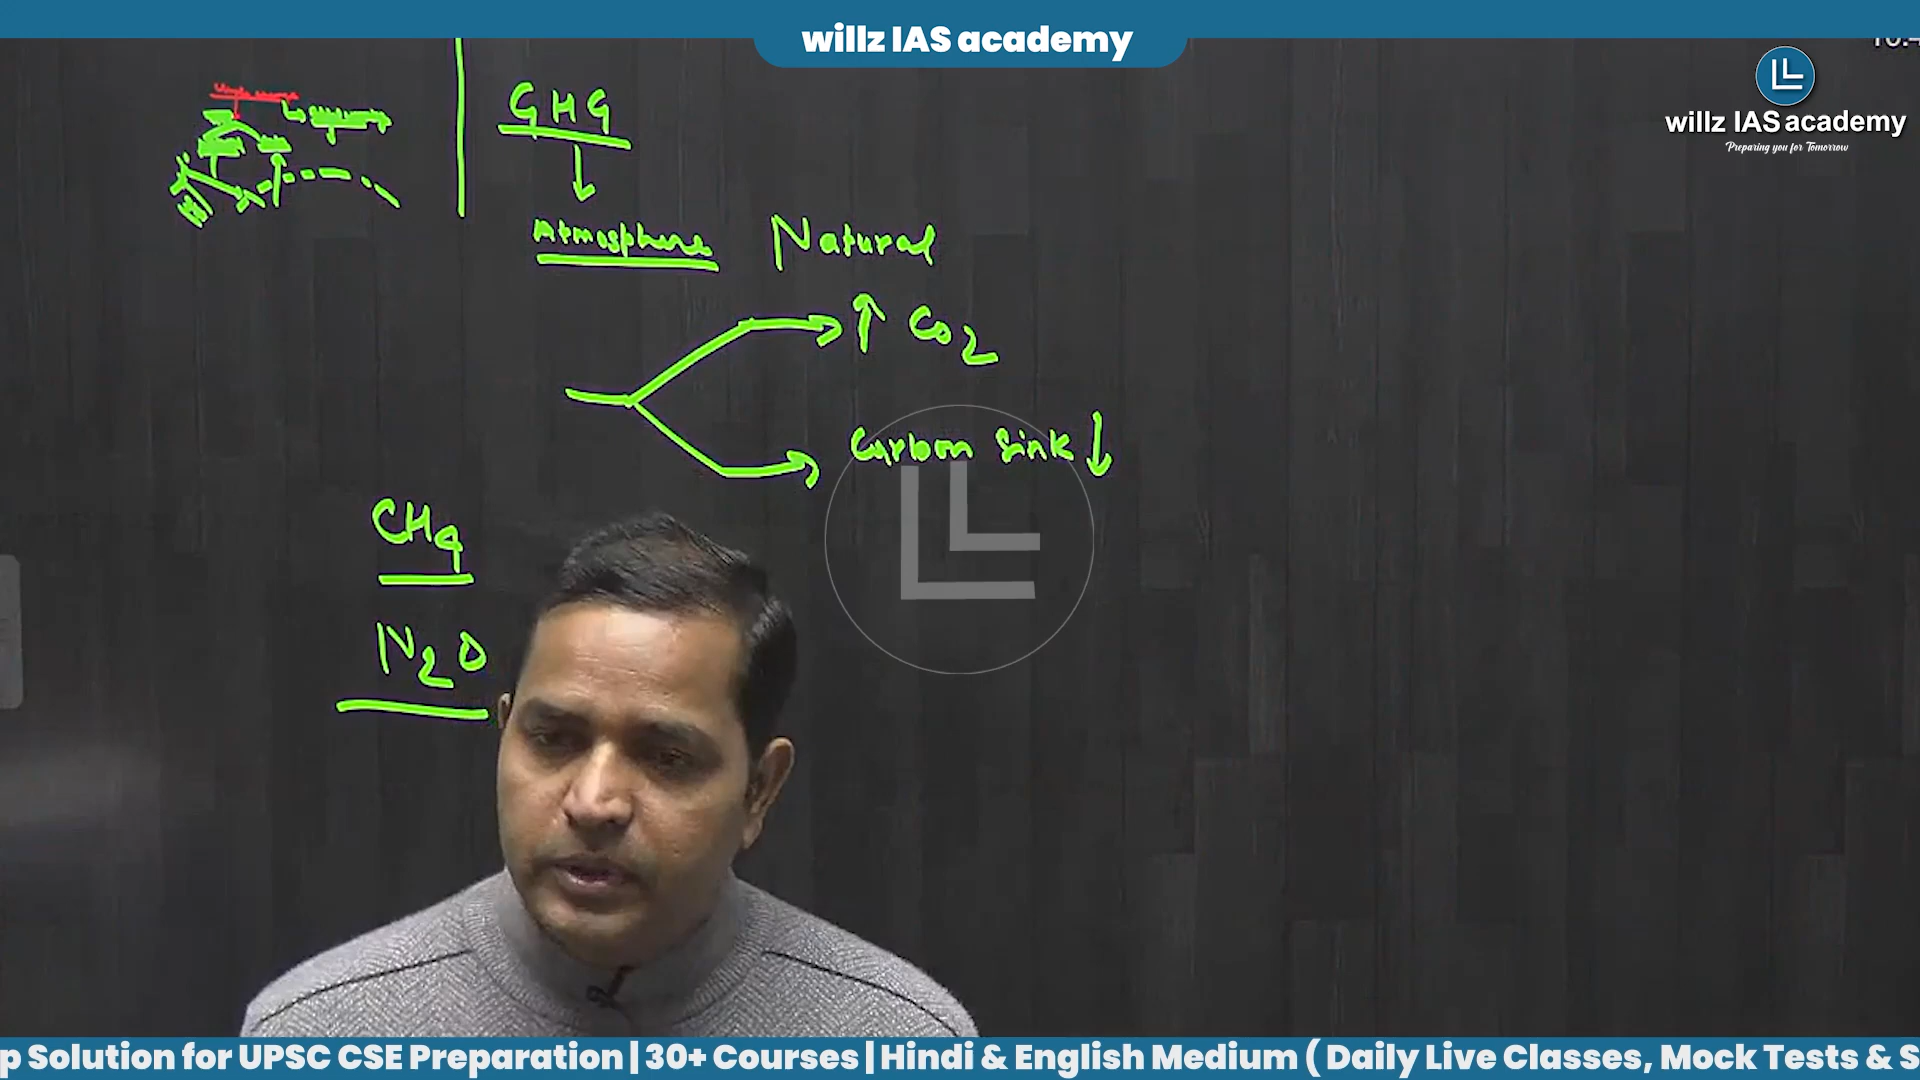 willz IAS academy
willz IAS academy
Preparing you for Tomorrow
GHG
Atmosphere Natural
↑ CO2
Carbon Sink ↓
CH4
N2O
p Solution for UPSC CSE Preparation | 30+ Courses | Hindi & English Medium ( Daily Live Classes, Mock Tests & S